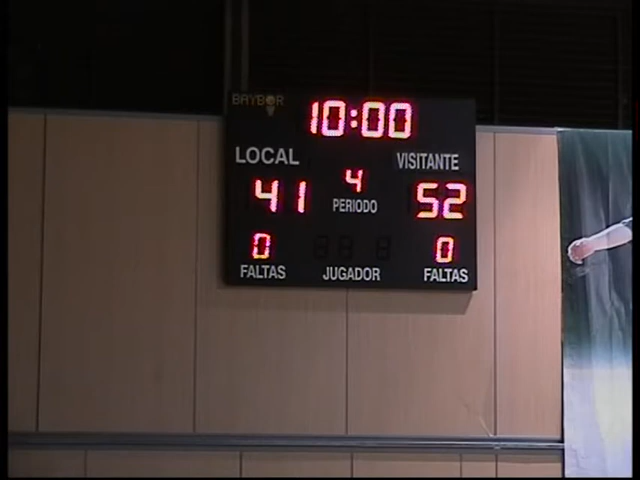 BAYBOR
10:00
LOCAL VISITANTE
41 4 52
PERIODO
0 0
FALTAS JUGADOR FALTAS